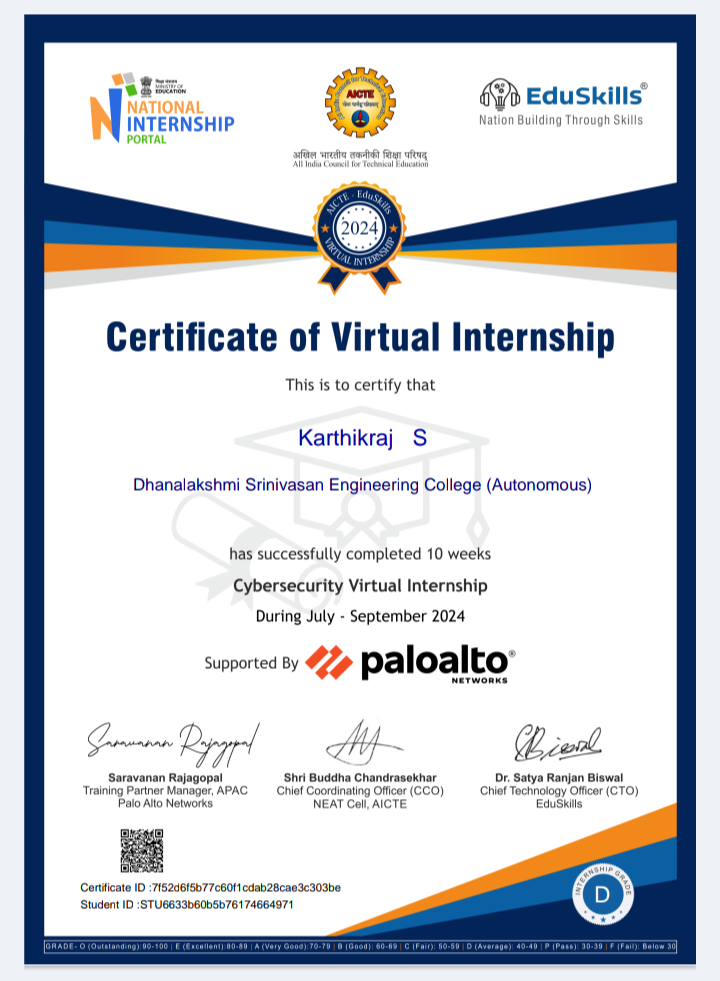 शिक्षा मंत्रालय
MINISTRY OF
EDUCATION
NATIONAL
INTERNSHIP
PORTAL
AICTE
अखिल भारतीय तकनीकी शिक्षा परिषद्
All India Council for Technical Education
EduSkills®
Nation Building Through Skills
AICTE - EduSkills
2024
VIRTUAL INTERNSHIP
Certificate of Virtual Internship
This is to certify that
Karthikraj S
Dhanalakshmi Srinivasan Engineering College (Autonomous)
has successfully completed 10 weeks
Cybersecurity Virtual Internship
During July - September 2024
Supported By paloalto®
NETWORKS
Saravanan Rajagopal
Saravanan Rajagopal
Training Partner Manager, APAC
Palo Alto Networks
Shri Buddha Chandrasekhar
Chief Coordinating Officer (CCO)
NEAT Cell, AICTE
Dr. Satya Ranjan Biswal
Chief Technology Officer (CTO)
EduSkills
Certificate ID :7f52d6f5b77c60f1cdab28cae3c303be
Student ID :STU6633b60b5b76174664971
INTERNSHIP GRADE
D
GRADE- O (Outstanding):90-100 | E (Excellent):80-89 | A (Very Good):70-79 | B (Good): 60-69 | C (Fair): 50-59 | D (Average): 40-49 | P (Pass): 30-39 | F (Fail): Below 30